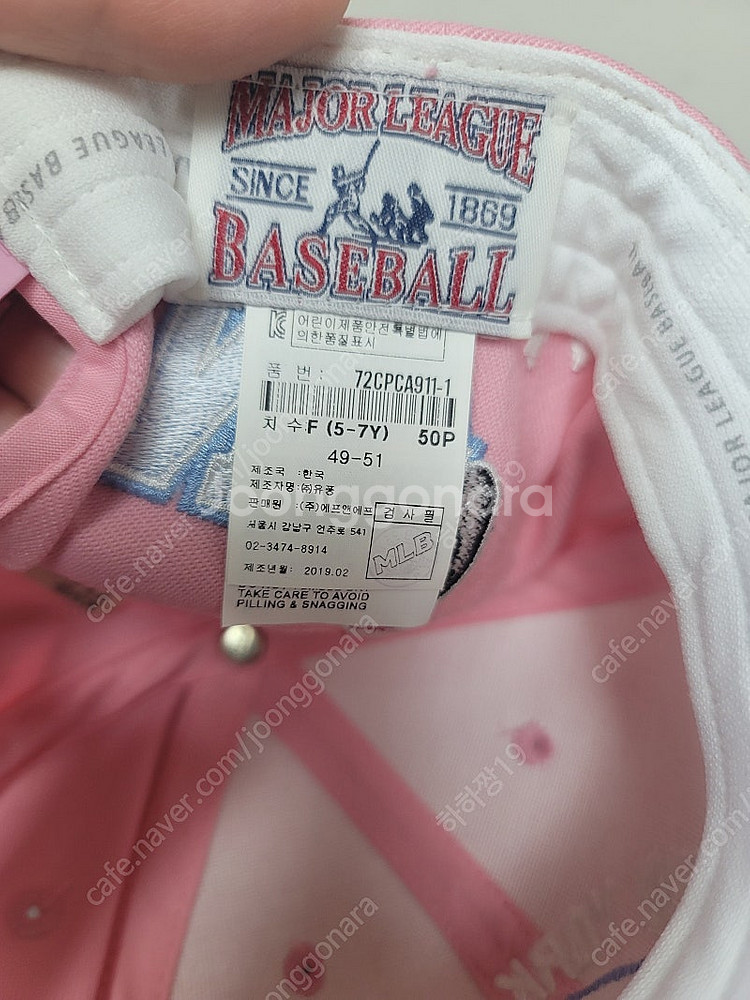 MAJOR LEAGUE
SINCE 1869
BASEBALL
LEAGUE BASEB
OR LEAGUE BASEBALL
어린이제품안전특별법에
의한품질표시
품 번 : 72CPCA911-1
치 수:F (5-7Y) 50P
49-51
제조국 :한국
제조자명:㈜유풍
판매원 :(주)에프앤에프
서울시 강남구 언주로 541
02-3474-8914
제조년월: 2019.02
검 사 필
MLB
TAKE CARE TO AVOID
PILLING & SNAGGING
Joonggonara
cafe.naver.com/joonggonara
하하짱19